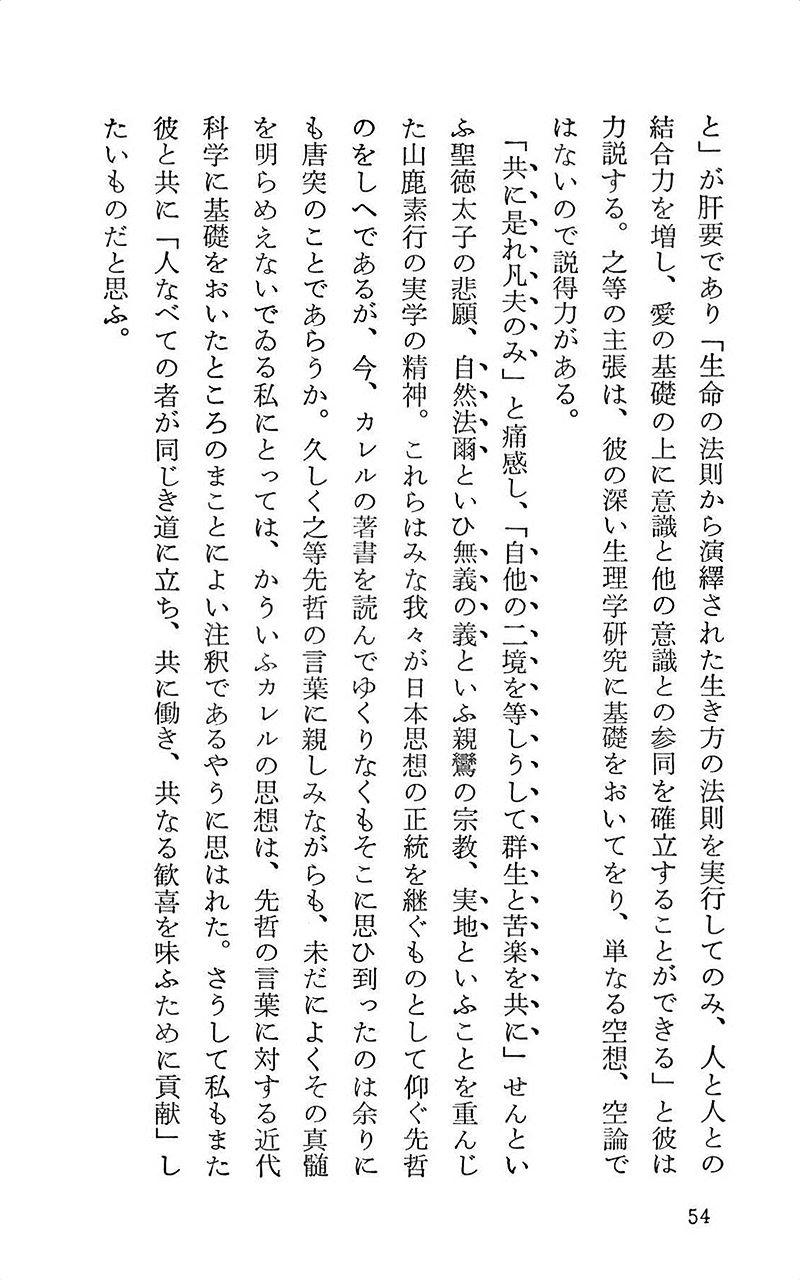 と」が肝要であり「生命の法則から演繹された生き方の法則を実行してのみ、人と人との
結合力を増し、愛の基礎の上に意識と他の意識との参同を確立することができる」と彼は
力説する。之等の主張は、彼の深い生理学研究に基礎をおいてをり、単なる空想、空論で
はないので説得力がある。
「共に是れ凡夫のみ」と痛感し、「自他の二境を等しうして群生と苦楽を共に」せんとい
ふ聖徳太子の悲願、自然法爾といひ無義の義といふ親鸞の宗教、実地といふことを重んじ
た山鹿素行の実学の精神。これらはみな我々が日本思想の正統を継ぐものとして仰ぐ先哲
のをしへであるが、今、カレルの著書を読んでゆくりなくもそこに思ひ到ったのは余りに
も唐突のことであらうか。久しく之等先哲の言葉に親しみながらも、未だによくその真髄
を明らめえないでゐる私にとっては、かういふカレルの思想は、先哲の言葉に対する近代
科学に基礎をおいたところのまことによい注釈であるやうに思はれた。さうして私もまた
彼と共に「人なべての者が同じき道に立ち、共に働き、共なる歓喜を味ふために貢献」し
たいものだと思ふ。
54